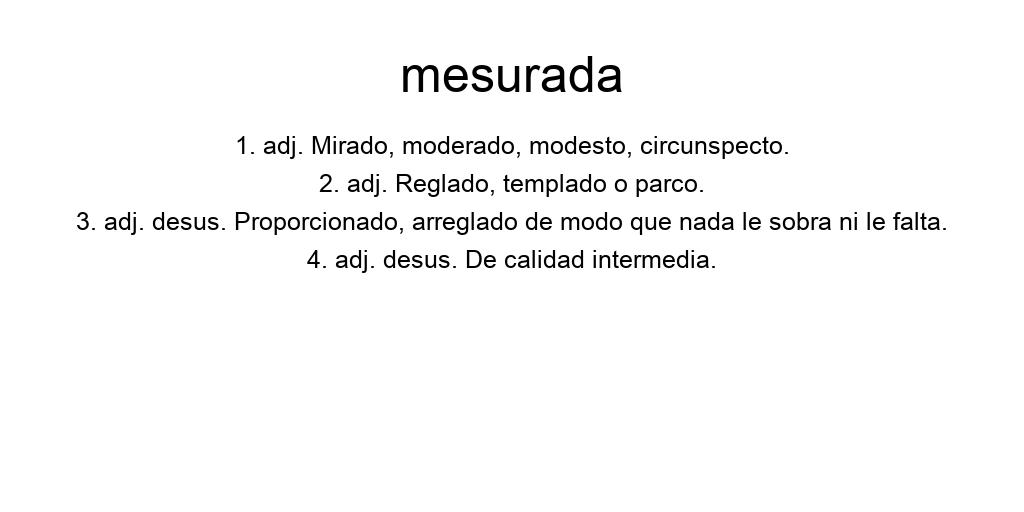 mesurada
1. adj. Mirado, moderado, modesto, circunspecto.
2. adj. Reglado, templado o parco.
3. adj. desus. Proporcionado, arreglado de modo que nada le sobra ni le falta.
4. adj. desus. De calidad intermedia.